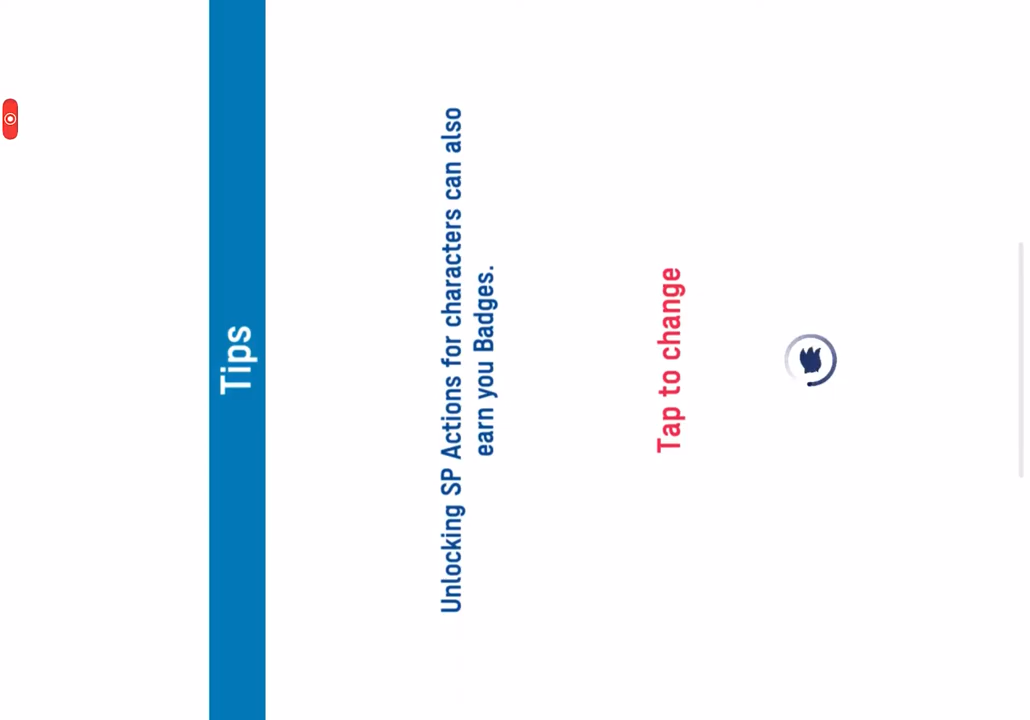 Tips
Unlocking SP Actions for characters can also
earn you Badges.
Tap to change